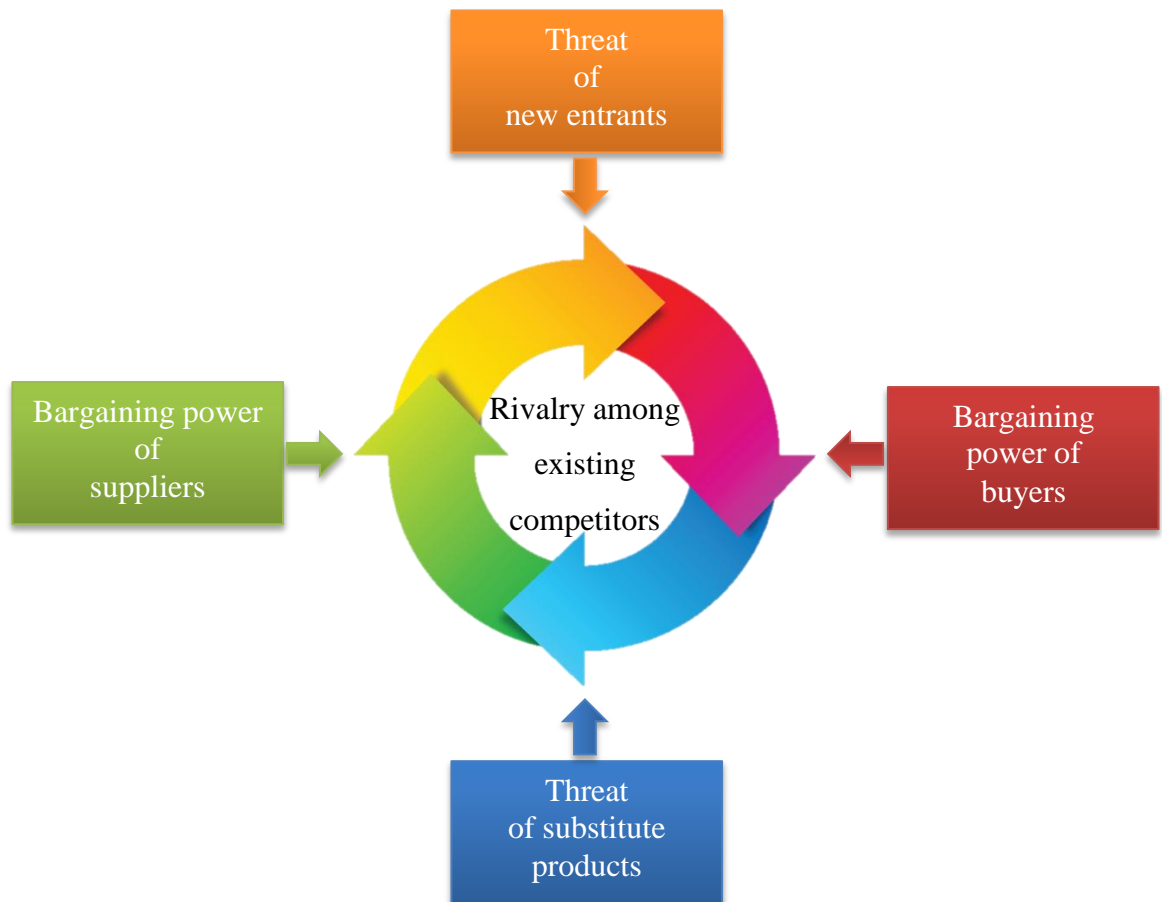 Threat
of
new entrants
Bargaining power
of
suppliers
Rivalry among
existing
competitors
Bargaining
power of
buyers
Threat
of substitute
products